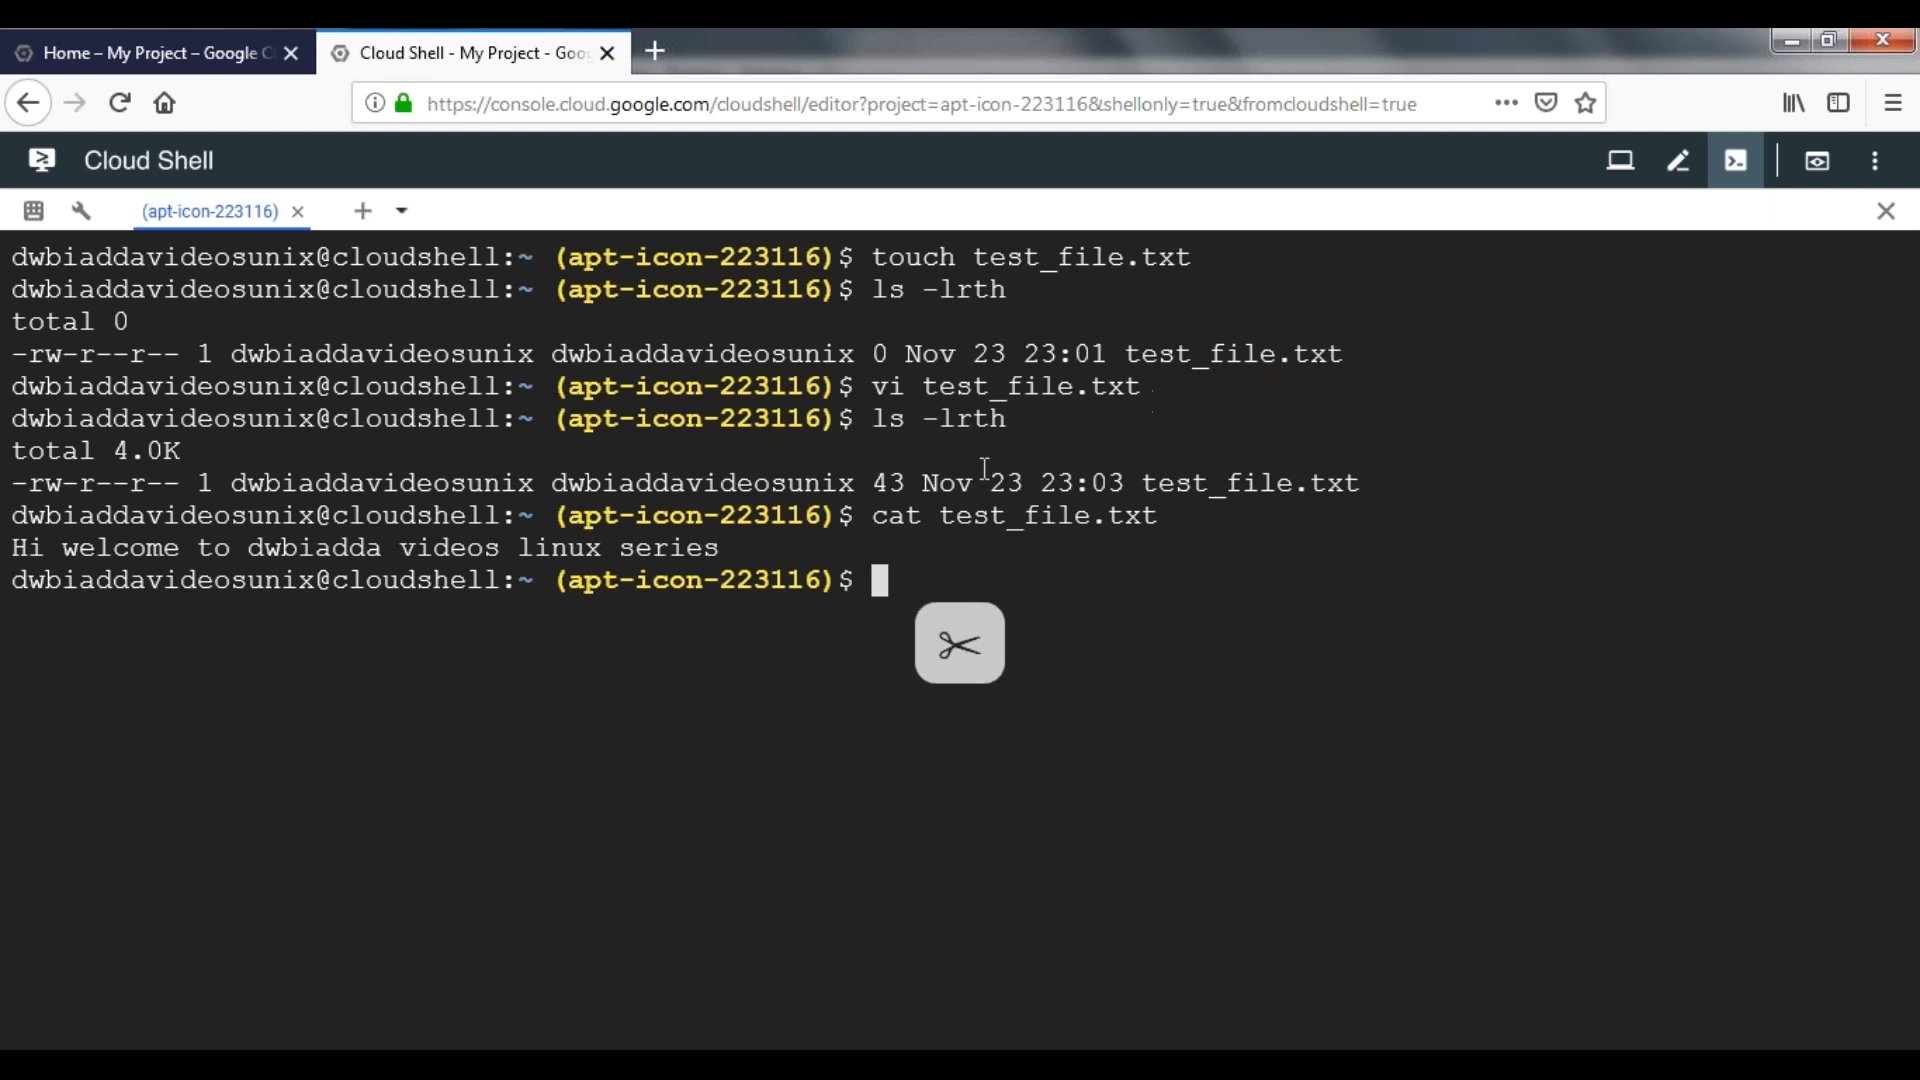 Home – My Project – Google C
Cloud Shell - My Project - Goo
https://console.cloud.google.com/cloudshell/editor?project=apt-icon-223116&shellonly=true&fromcloudshell=true
Cloud Shell
(apt-icon-223116)
dwbiaddavideosunix@cloudshell:~ (apt-icon-223116)$ touch test_file.txt
dwbiaddavideosunix@cloudshell:~ (apt-icon-223116)$ ls -lrth
total 0
-rw-r--r-- 1 dwbiaddavideosunix dwbiaddavideosunix 0 Nov 23 23:01 test_file.txt
dwbiaddavideosunix@cloudshell:~ (apt-icon-223116)$ vi test_file.txt
dwbiaddavideosunix@cloudshell:~ (apt-icon-223116)$ ls -lrth
total 4.0K
-rw-r--r-- 1 dwbiaddavideosunix dwbiaddavideosunix 43 Nov 23 23:03 test_file.txt
dwbiaddavideosunix@cloudshell:~ (apt-icon-223116)$ cat test_file.txt
Hi welcome to dwbiadda videos linux series
dwbiaddavideosunix@cloudshell:~ (apt-icon-223116)$